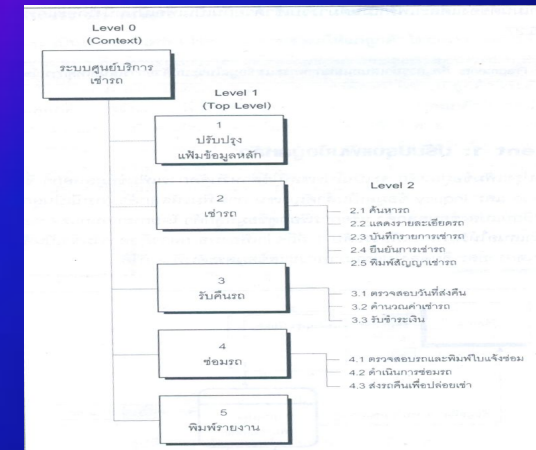 Level 0
(Context)
ระบบศูนย์บริการ
เช่ารถ
Level 1
(Top Level)
1
ปรับปรุง
แฟ้มข้อมูลหลัก
2
เช่ารถ
Level 2
2.1 ค้นหารถ
2.2 แสดงรายละเอียดรถ
2.3 บันทึกรายการเช่ารถ
2.4 ยืนยันการเช่ารถ
2.5 พิมพ์สัญญาเช่ารถ
3
รับคืนรถ
3.1 ตรวจสอบวันที่ส่งคืน
3.2 คำนวณค่าเช่ารถ
3.3 รับชำระเงิน
4
ซ่อมรถ
4.1 ตรวจสอบรถและพิมพ์ใบแจ้งซ่อม
4.2 ดำเนินการซ่อมรถ
4.3 ส่งรถคืนเพื่อปล่อยเช่า
5
พิมพ์รายงาน